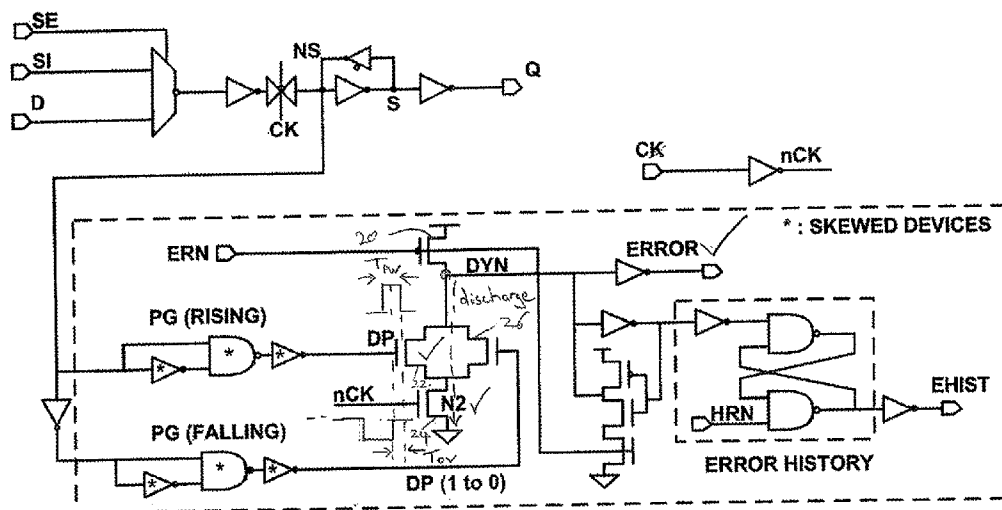 SE
SI
D
NS
CK
S
Q
CK
nCK
* : SKEWED DEVICES
ERN
20
DYN
ERROR
discharge
PG (RISING)
*
*
*
DP
22
26
nCK
N2
24
Tov
PG (FALLING)
*
*
*
DP (1 to 0)
HRN
EHIST
ERROR HISTORY